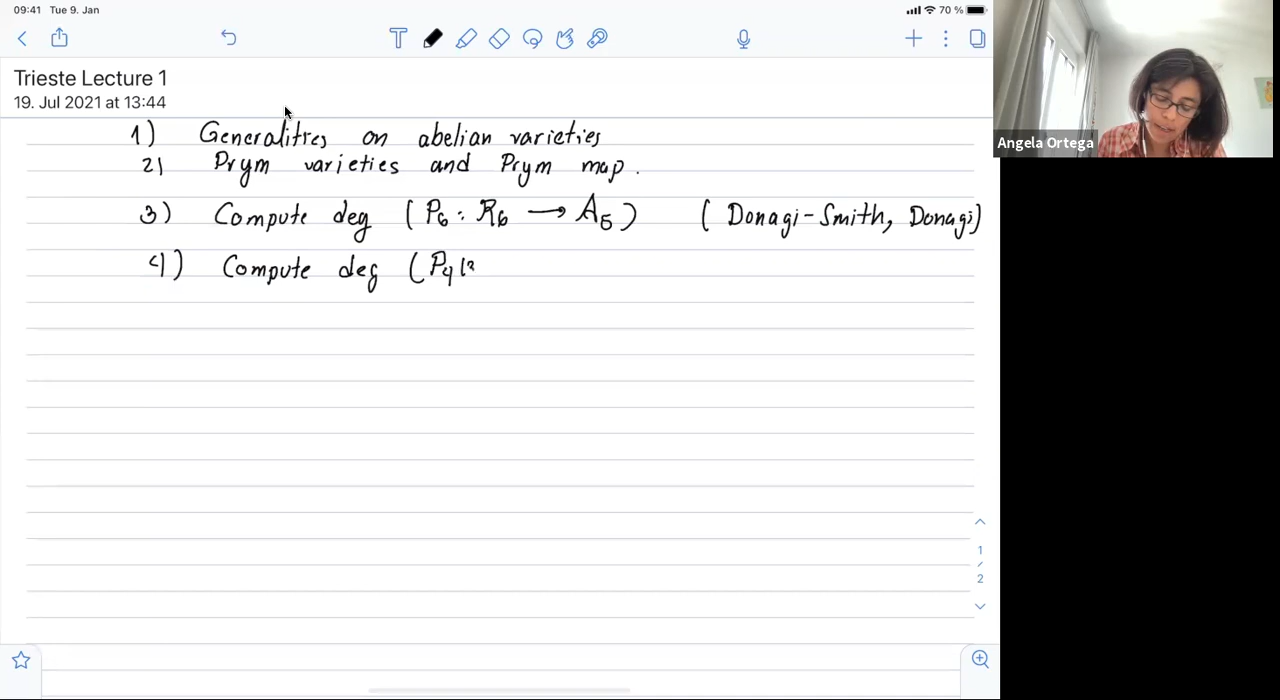 09:41 Tue 9. Jan 70 %
Trieste Lecture 1
19. Jul 2021 at 13:44
1) Generalities on abelian varieties
2) Prym varieties and Prym map.
3) Compute deg (P6 : R6 → A5) (Donagi-Smith, Donagi)
4) Compute deg (P4
1
/
2
Angela Ortega